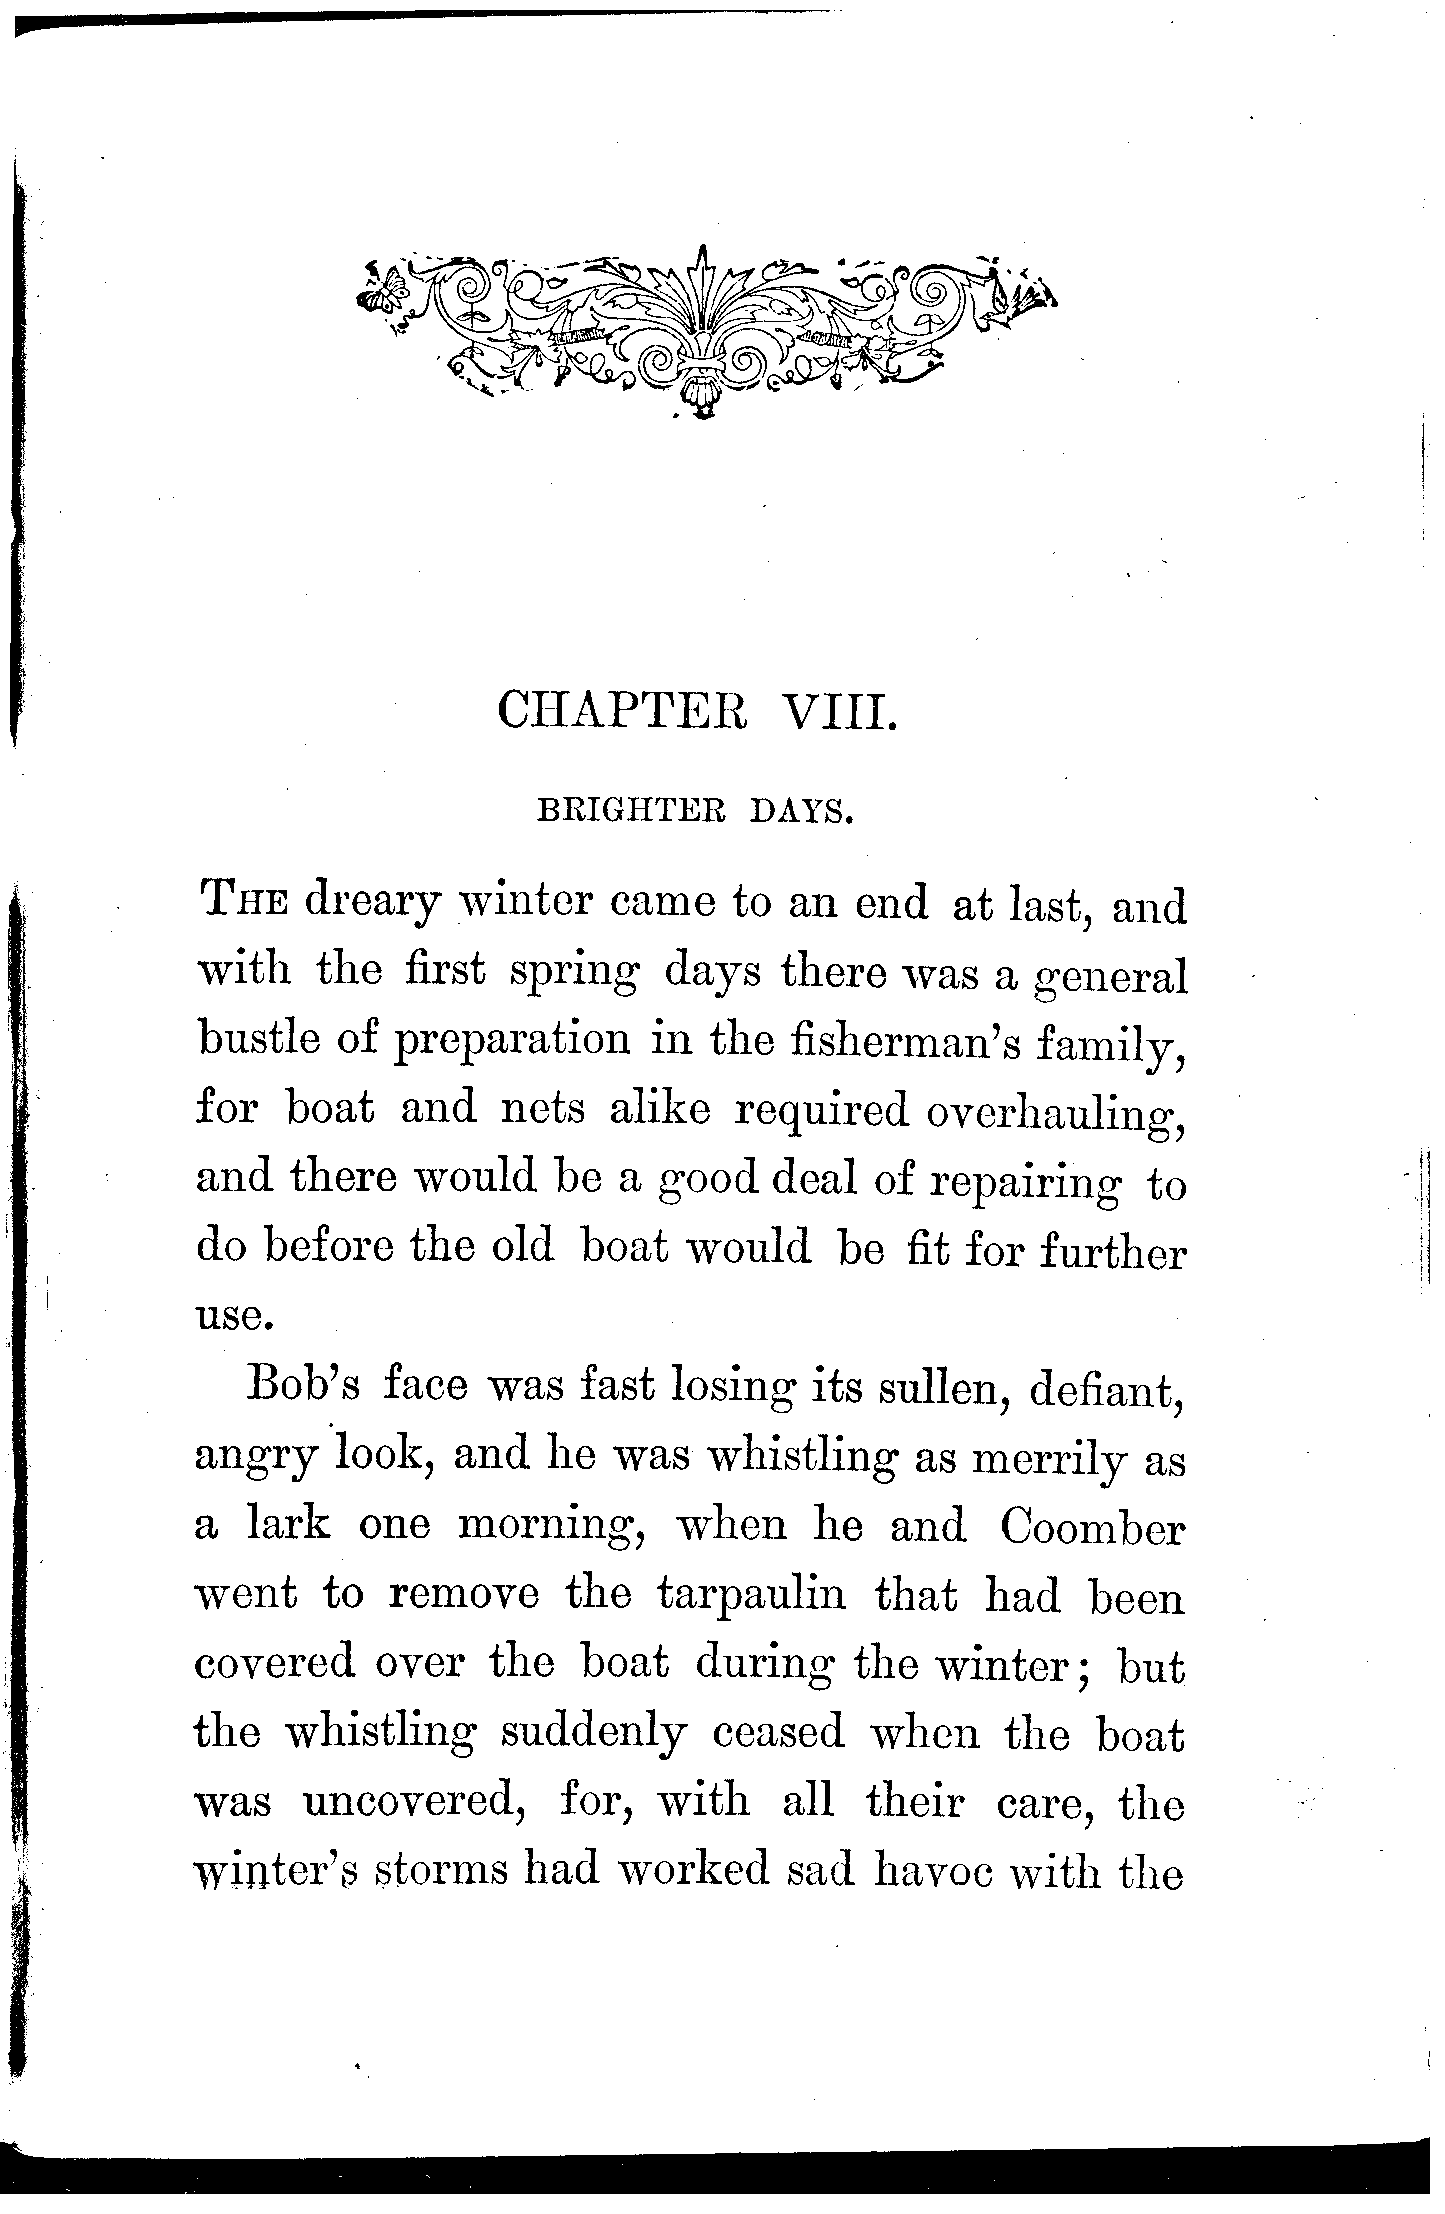 CHAPTER VIII.
BRIGHTER DAYS.
THE dreary winter came to an end at last, and
with the first spring days there was a general
bustle of preparation in the fisherman's family,
for boat and nets alike required overhauling,
and there would be a good deal of repairing to
do before the old boat would be fit for further
use.
Bob's face was fast losing its sullen, defiant,
angry look, and he was whistling as merrily as
a lark one morning, when he and Coomber
went to remove the tarpaulin that had been
covered over the boat during the winter; but
the whistling suddenly ceased when the boat
was uncovered, for, with all their care, the
winter's storms had worked sad havoc with the